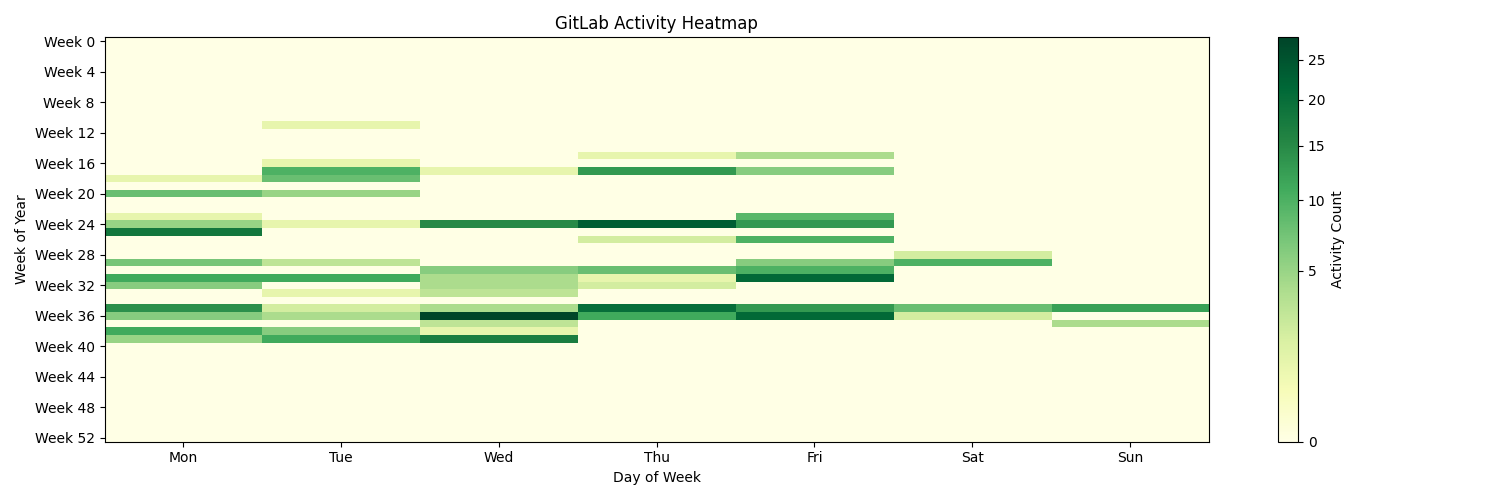 GitLab Activity Heatmap
Week 0
Week 4
Week 8
Week 12
Week 16
Week 20
Week 24
Week 28
Week 32
Week 36
Week 40
Week 44
Week 48
Week 52
Week of Year
Mon Tue Wed Thu Fri Sat Sun
Day of Week
25
20
15
10
5
0
Activity Count